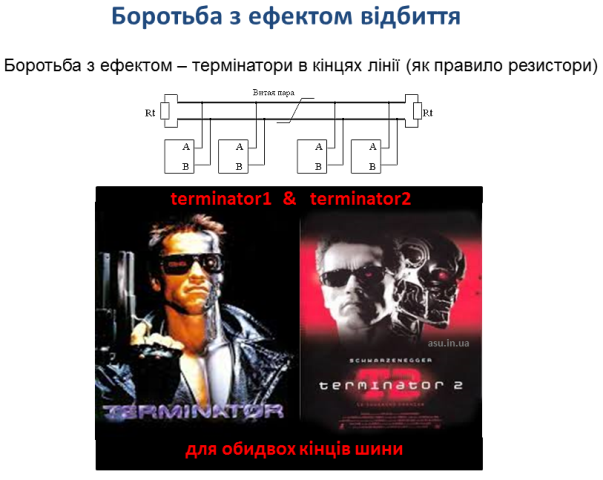 Боротьба з ефектом відбиття
Боротьба з ефектом – термінатори в кінцях лінії (як правило резистори)
Витая пара
Rt
Rt
A
A
A
A
B
B
B
B
terminator1 & terminator2
asu.in.ua
SCHWARZENEGGER
T2
terminator 2
TERMINATOR
для обидвох кінців шини